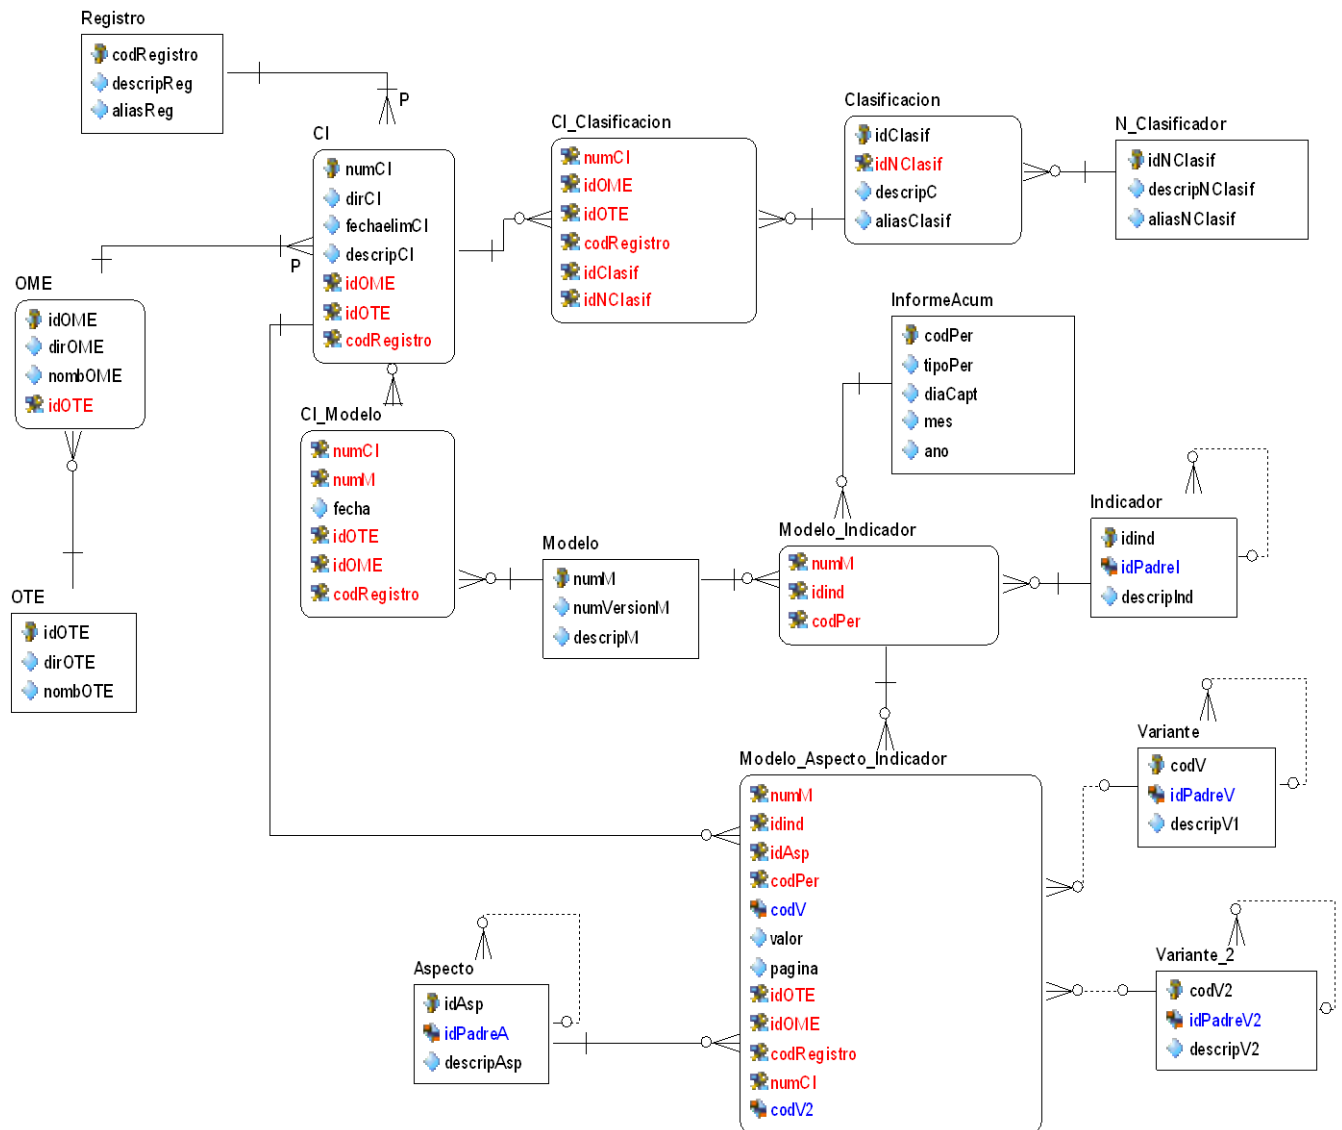 Registro
codRegistro
descripReg
aliasReg
P
CI
numCI
dirCI
fechaelimCI
descripCI
idOME
idOTE
codRegistro
P
CI_Clasificacion
numCI
idOME
idOTE
codRegistro
idClasif
idNClasif
Clasificacion
idClasif
idNClasif
descripC
aliasClasif
N_Clasificador
idNClasif
descripNClasif
aliasNClasif
OME
idOME
dirOME
nombOME
idOTE
OTE
idOTE
dirOTE
nombOTE
CI_Modelo
numCI
numM
fecha
idOTE
idOME
codRegistro
Modelo
numM
numVersionM
descripM
InformeAcum
codPer
tipoPer
diaCapt
mes
ano
Modelo_Indicador
numM
idind
codPer
Indicador
idind
idPadreI
descripInd
Modelo_Aspecto_Indicador
numM
idind
idAsp
codPer
codV
valor
pagina
idOTE
idOME
codRegistro
numCI
codV2
Variante
codV
idPadreV
descripV1
Variante_2
codV2
idPadreV2
descripV2
Aspecto
idAsp
idPadreA
descripAsp